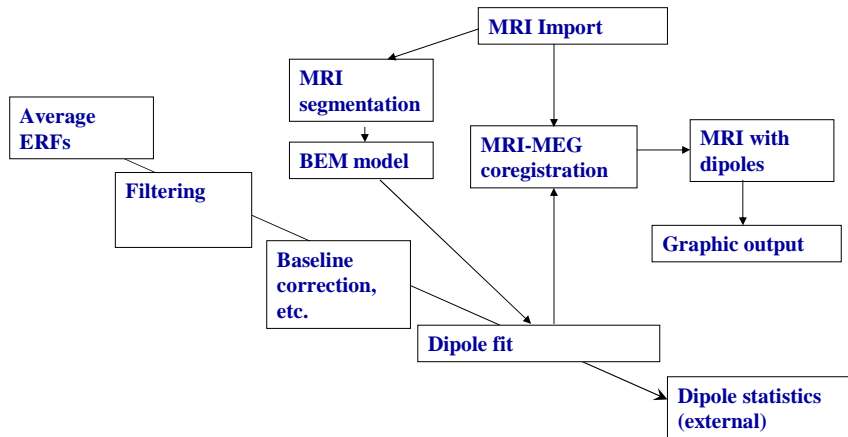 MRI Import
MRI
segmentation
Average
ERFs
MRI-MEG
coregistration
MRI with
dipoles
BEM model
Filtering
Graphic output
Baseline
correction,
etc.
Dipole fit
Dipole statistics
(external)